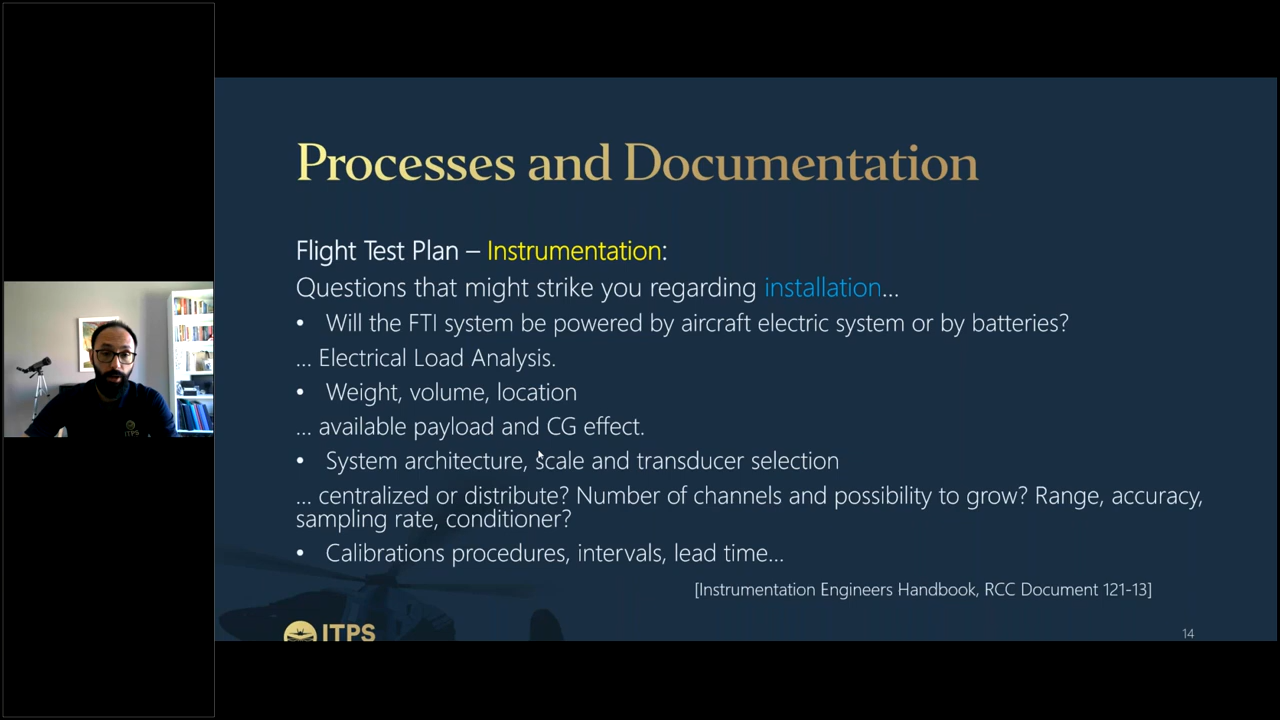 Processes and Documentation
Flight Test Plan – Instrumentation:
Questions that might strike you regarding installation...
• Will the FTI system be powered by aircraft electric system or by batteries?
... Electrical Load Analysis.
• Weight, volume, location
... available payload and CG effect.
• System architecture, scale and transducer selection
... centralized or distribute? Number of channels and possibility to grow? Range, accuracy,
sampling rate, conditioner?
• Calibrations procedures, intervals, lead time...
[Instrumentation Engineers Handbook, RCC Document 121-13]
ITPS
14
ITPS